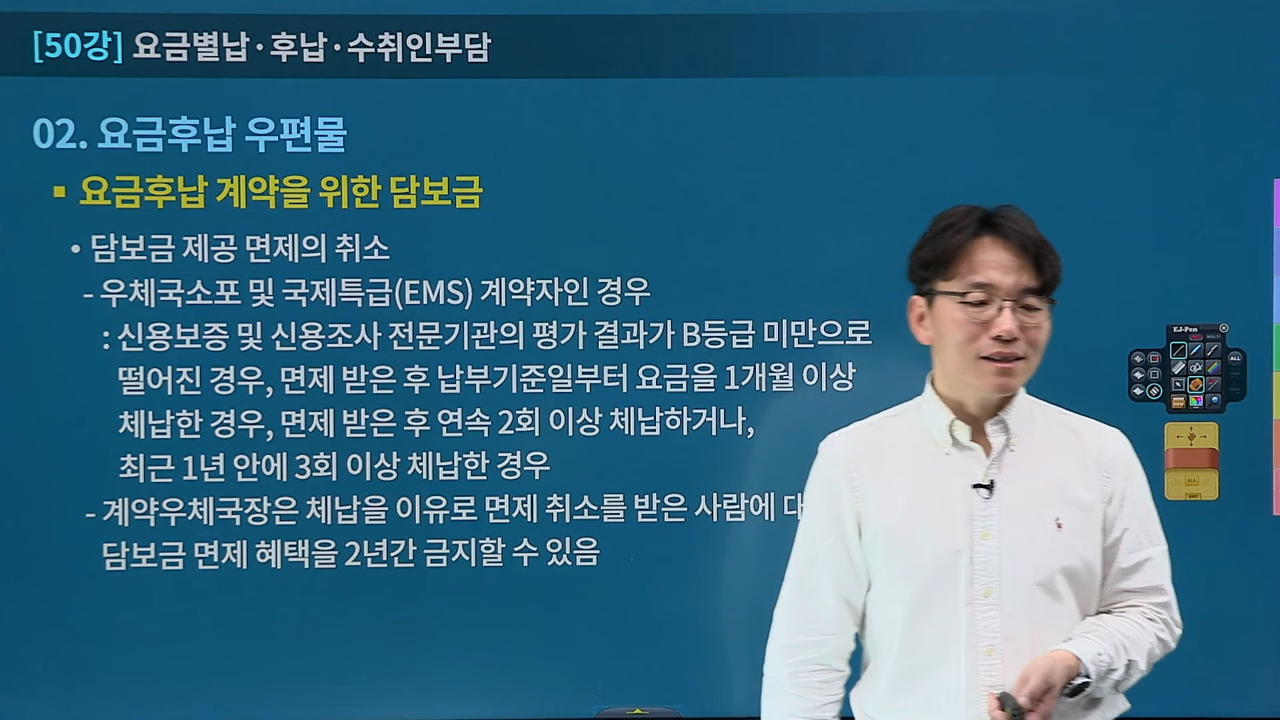 [50강] 요금별납·후납·수취인부담
02. 요금후납 우편물
▪ 요금후납 계약을 위한 담보금
• 담보금 제공 면제의 취소
- 우체국소포 및 국제특급(EMS) 계약자인 경우
: 신용보증 및 신용조사 전문기관의 평가 결과가 B등급 미만으로
떨어진 경우, 면제 받은 후 납부기준일부터 요금을 1개월 이상
체납한 경우, 면제 받은 후 연속 2회 이상 체납하거나,
최근 1년 안에 3회 이상 체납한 경우
- 계약우체국장은 체납을 이유로 면제 취소를 받은 사람에 대
담보금 면제 혜택을 2년간 금지할 수 있음
EJ-Pen
ALL
ALL